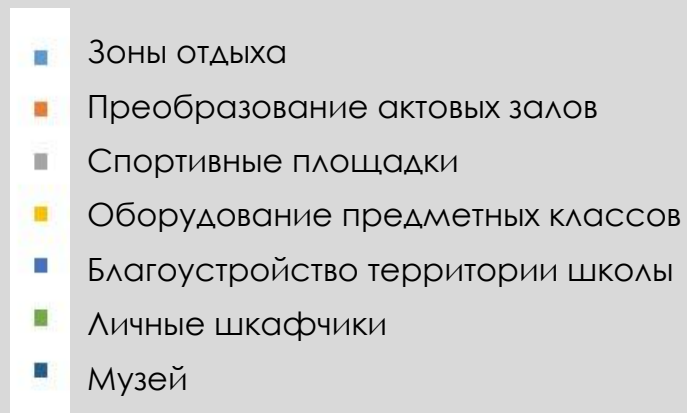 Зоны отдыха
Преобразование актовых залов
Спортивные площадки
Оборудование предметных классов
Благоустройство территории школы
Личные шкафчики
Музей